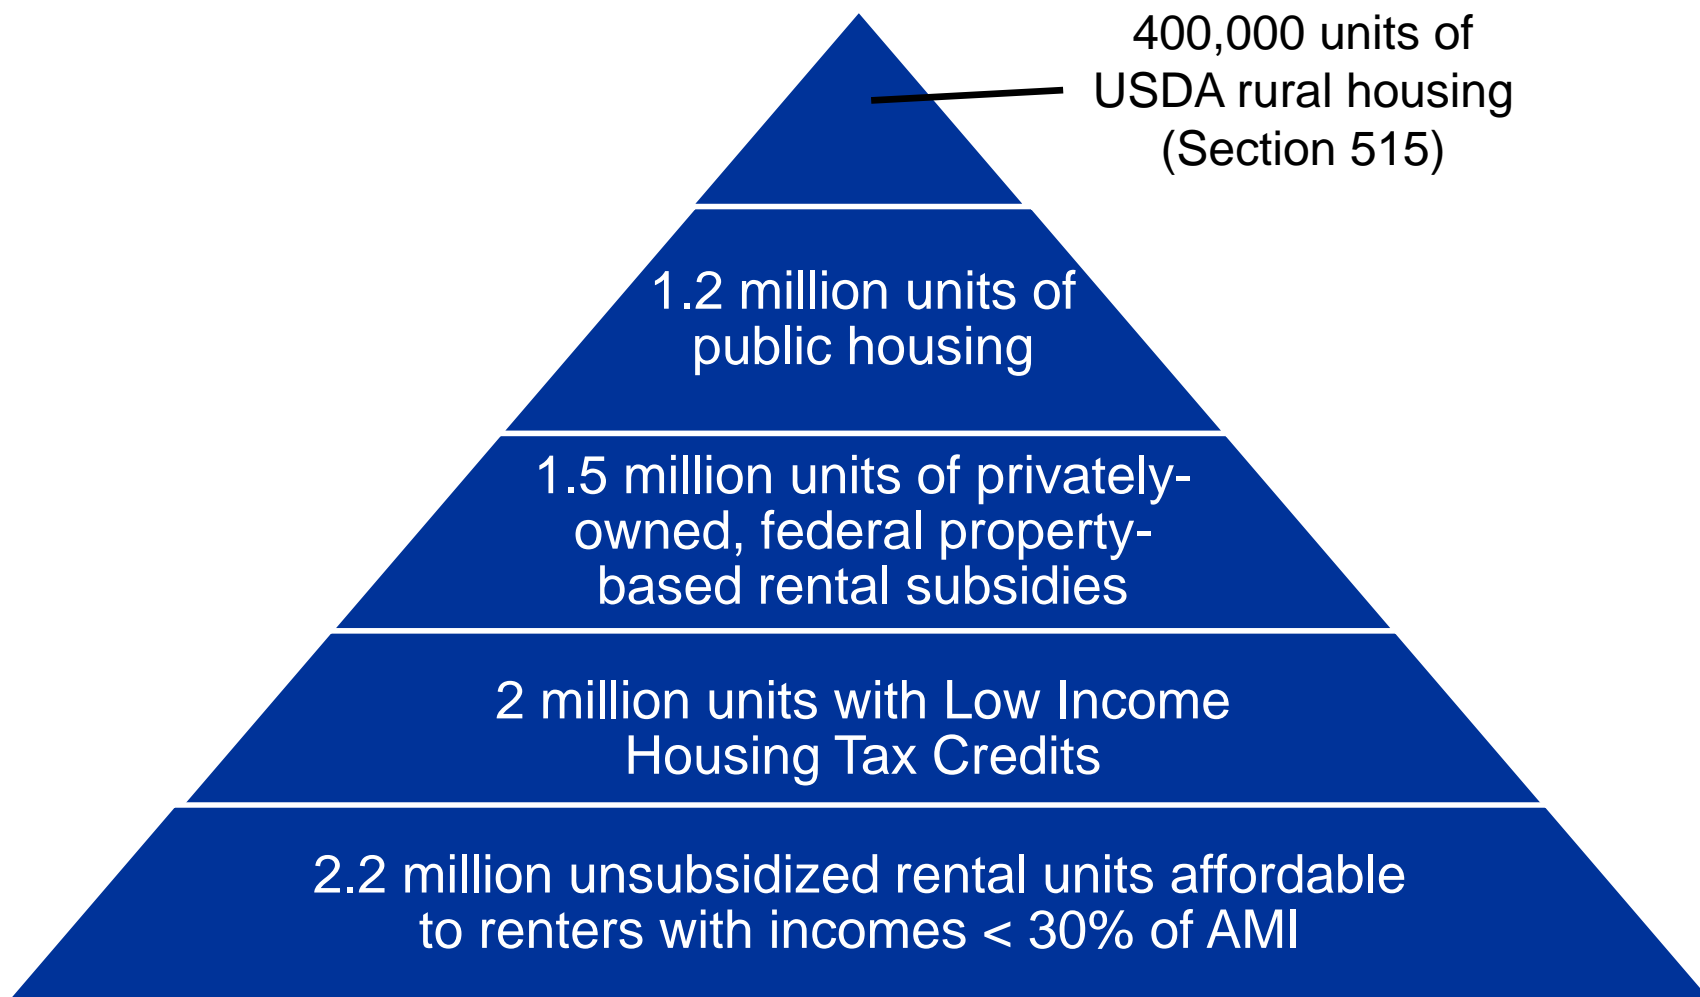 400,000 units of
USDA rural housing
(Section 515)
1.2 million units of
public housing
1.5 million units of privately-
owned, federal property-
based rental subsidies
2 million units with Low Income
Housing Tax Credits
2.2 million unsubsidized rental units affordable
to renters with incomes < 30% of AMI